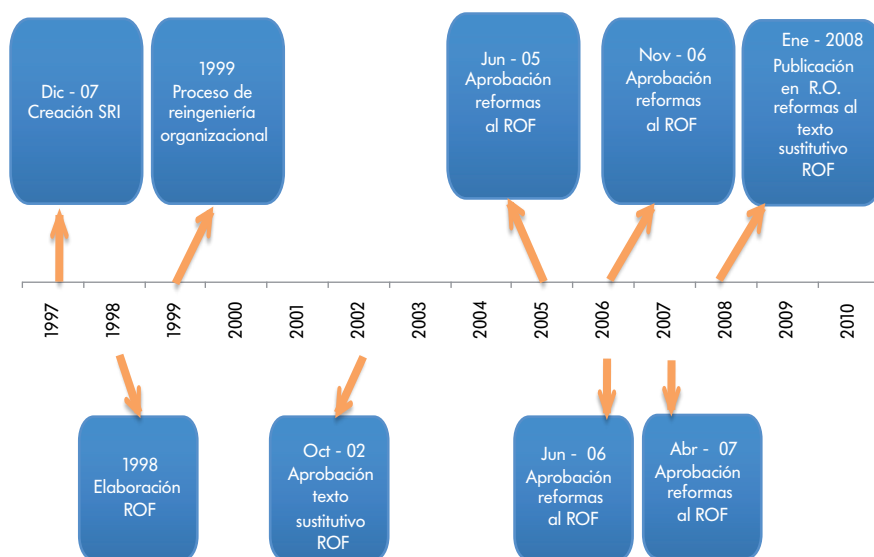 Dic - 07
Creación SRI
1999
Proceso de
reingeniería
organizacional
Jun - 05
Aprobación
reformas
al ROF
Nov - 06
Aprobación
reformas
al ROF
Ene - 2008
Publicación
en R.O.
reformas al
texto
sustitutivo
ROF
1997
1998
1999
2000
2001
2002
2003
2004
2005
2006
2007
2008
2009
2010
1998
Elaboración
ROF
Oct - 02
Aprobación
texto
sustitutivo
ROF
Jun - 06
Aprobación
reformas
al ROF
Abr - 07
Aprobación
reformas
al ROF